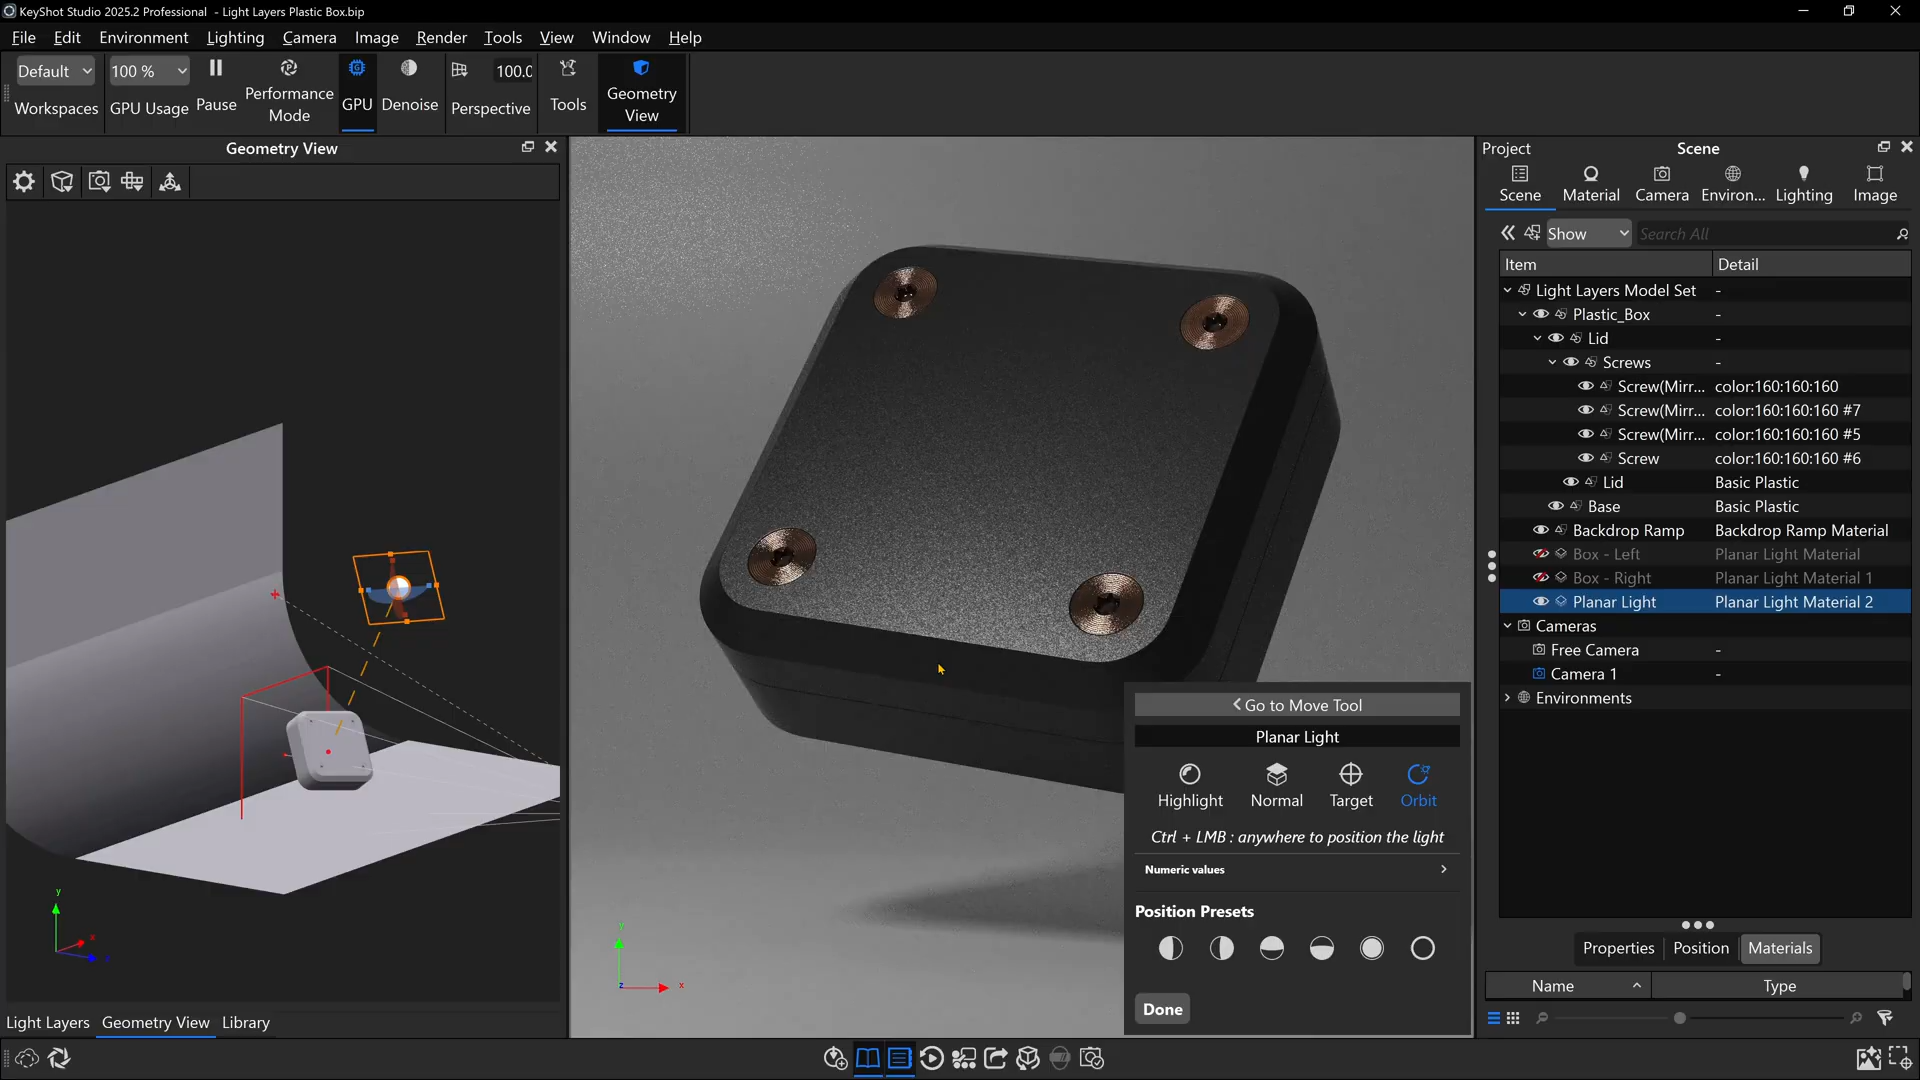 KeyShot Studio 2025.2 Professional - Light Layers Plastic Box.bip
File Edit Environment Lighting Camera Image Render Tools View Window Help
Default 100 % 100.0
Workspaces GPU Usage Pause Performance Mode GPU Denoise Perspective Tools Geometry View
Geometry View
Project Scene
Scene Material Camera Environ... Lighting Image
Show Search All
Item Detail
Light Layers Model Set -
Plastic_Box -
Lid -
Screws -
Screw(Mirr... color:160:160:160
Screw(Mirr... color:160:160:160 #7
Screw(Mirr... color:160:160:160 #5
Screw color:160:160:160 #6
Lid Basic Plastic
Base Basic Plastic
Backdrop Ramp Backdrop Ramp Material
Box - Left Planar Light Material
Box - Right Planar Light Material 1
Planar Light Planar Light Material 2
Cameras
Free Camera -
Camera 1 -
Environments
Go to Move Tool
Planar Light
Highlight Normal Target Orbit
Ctrl + LMB : anywhere to position the light
Numeric values
Position Presets
Done
y
x
y
z
x
Properties Position Materials
Name Type
Light Layers Geometry View Library